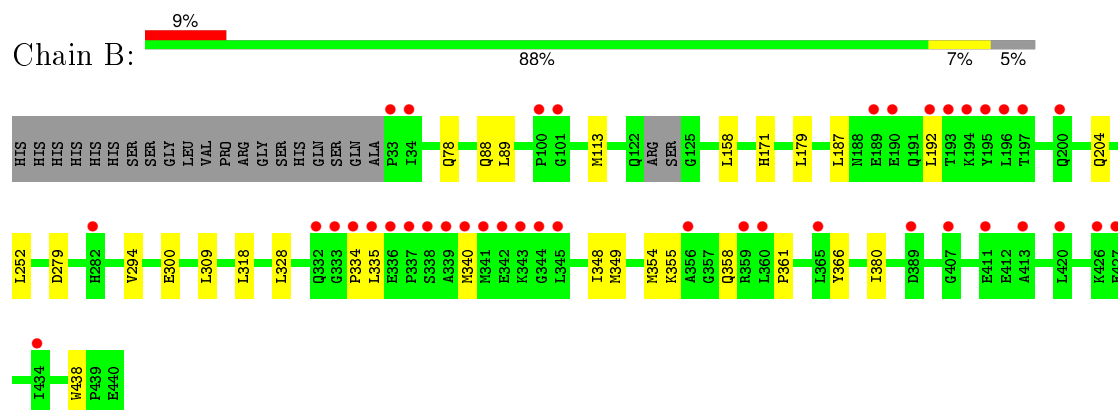 9%
Chain B:
88% 7% 5%
HIS HIS HIS HIS HIS HIS SER SER GLY LEU VAL PRO ARG GLY SER HIS GLN SER GLN ALA P33 I34 Q78 Q88 L89 P100 G101 M113 Q122 ARG SER G125 L158 H171 L179 L187 N188 E189 E190 Q191 L192 T193 K194 Y195 L196 T197 Q200 Q204
L252 D279 H282 V294 E300 L309 L318 L328 Q332 G333 P334 L335 E336 P337 S338 A339 M340 M341 E342 K343 G344 L345 I348 M349 M354 K355 A356 G357 Q358 R359 L360 P361 L365 Y366 I380 D389 G407 E411 E412 A413 L420 K426
I434 W438 P439 E440